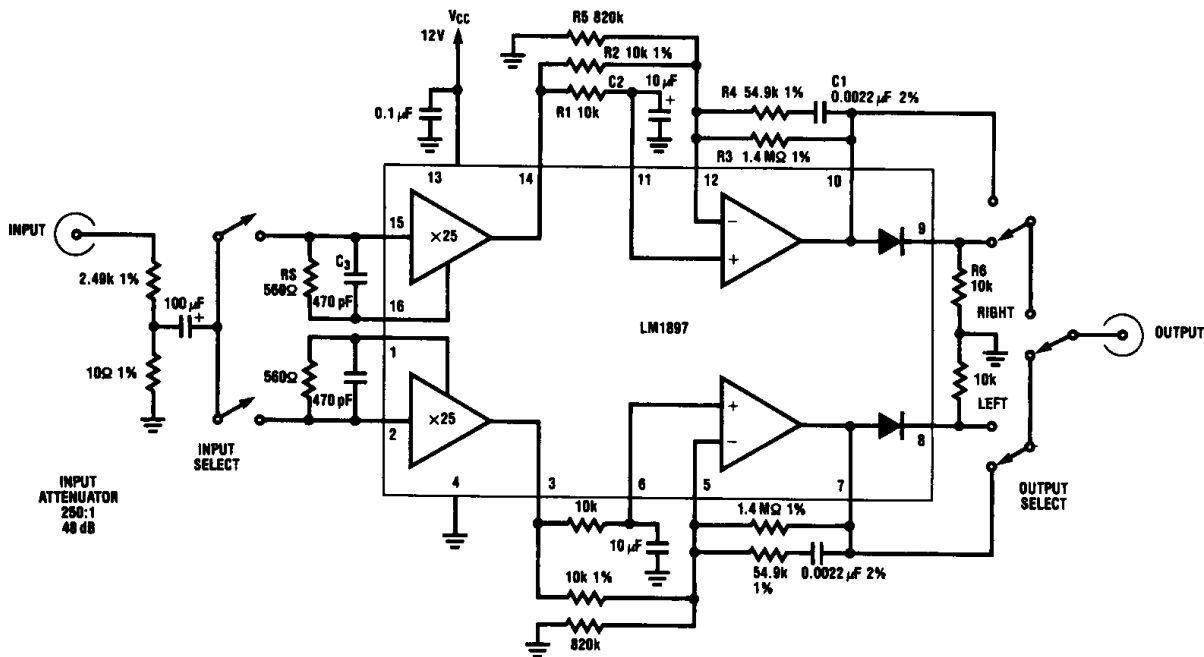 VCC
12V
0.1 μF
R5 820k
R2 10k 1%
R1 10k
C2
10 μF
+
R4 54.9k 1%
C1
0.0022 μF 2%
R3 1.4 MΩ 1%
13
14
11
12
10
INPUT
2.49k 1%
100 μF
+
10Ω 1%
INPUT
SELECT
INPUT
ATTENUATOR
250:1
48 dB
15
RS
560Ω
C3
470 pF
16
×25
1
560Ω
470 pF
2
×25
−
+
LM1897
+
−
9
R6
10k
RIGHT
10k
LEFT
8
OUTPUT
OUTPUT
SELECT
4
3
6
5
7
10k
10 μF
10k 1%
820k
1.4 MΩ 1%
54.9k
1%
0.0022 μF 2%